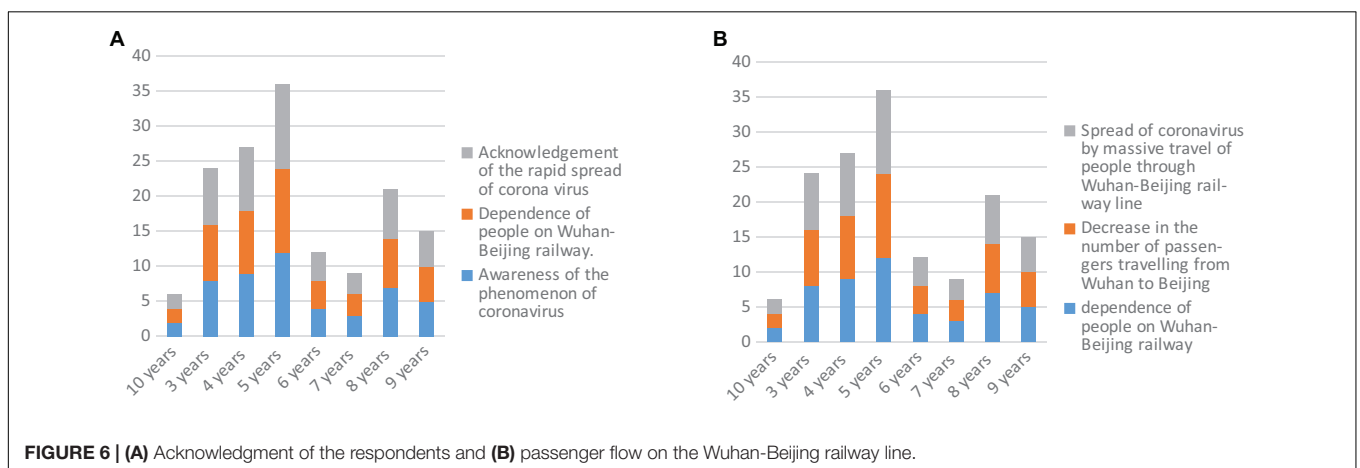 A
40
35
30
25
20
15
10
5
0
10 years
3 years
4 years
5 years
6 years
7 years
8 years
9 years
Acknowledgement
of the rapid spread
of corona virus
Dependence of
people on Wuhan-
Beijing railway.
Awareness of the
phenomenon of
coronavirus
B
40
35
30
25
20
15
10
5
0
10 years
3 years
4 years
5 years
6 years
7 years
8 years
9 years
Spread of coronavirus
by massive travel of
people through
Wuhan-Beijing rail-
way line
Decrease in the
number of passen-
gers travelling from
Wuhan to Beijing
dependence of
people on Wuhan-
Beijing railway
FIGURE 6 | (A) Acknowledgment of the respondents and (B) passenger flow on the Wuhan-Beijing railway line.